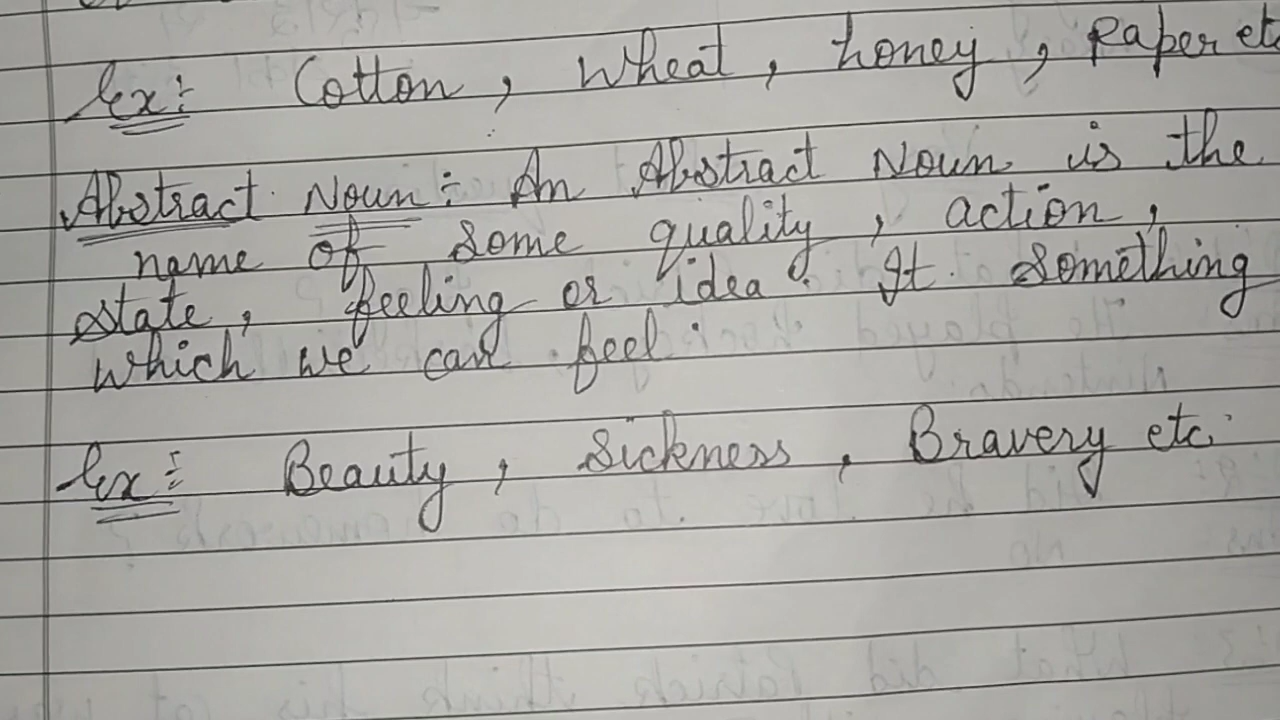 Ex:- Cotton, Wheat, honey, Paper etc
Abstract Noun:- An Abstract Noun is the
name of some quality, action,
state, feeling or idea. It something
which we can feel.
Ex:- Beauty, Sickness, Bravery etc.